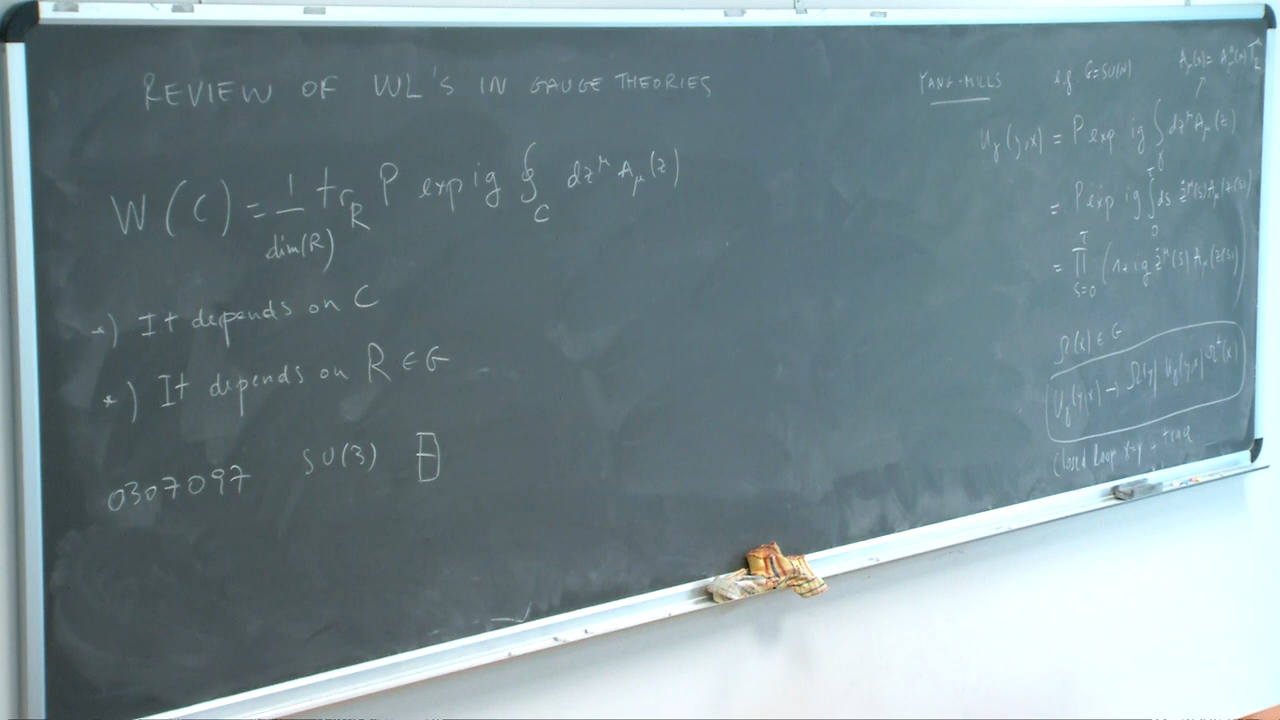 REVIEW OF WL'S IN GAUGE THEORIES
W(C) = 1/dim(R) tr_R P exp ig ∮_C dz^μ A_μ(z)
*) It depends on C
*) It depends on R ∈ G
0307097 SU(3)
YANG-MILLS e.g. G=SU(N) A_μ(x) = A_μ^a(x) T_R^a
U_γ(y,x) = P exp ig ∫_γ dz^μ A_μ(z)
= P exp ig ∫_0^T ds ż^μ(s) A_μ(z(s))
= ∏_{s=0}^T (1+ig ż^μ(s) A_μ(z(s)))
Ω(x) ∈ G
U_γ(y,x) → Ω(y) U_γ(y,x) Ω^†(x)
Closed loop x=y